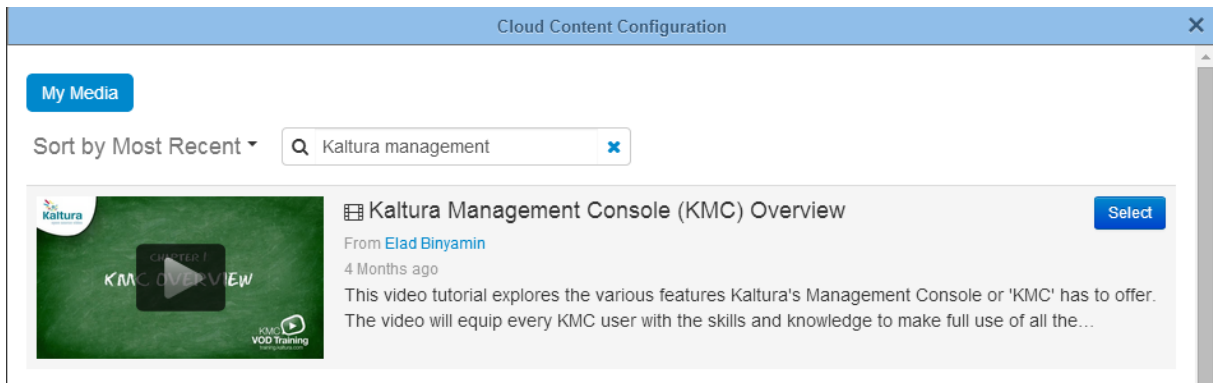 Cloud Content Configuration
My Media
Sort by Most Recent
Kaltura management
Kaltura
CHAPTER 1
KMC OVERVIEW
KMC
VOD Training
training.kaltura.com
Kaltura Management Console (KMC) Overview
Select
From Elad Binyamin
4 Months ago
This video tutorial explores the various features Kaltura's Management Console or 'KMC' has to offer.
The video will equip every KMC user with the skills and knowledge to make full use of all the…